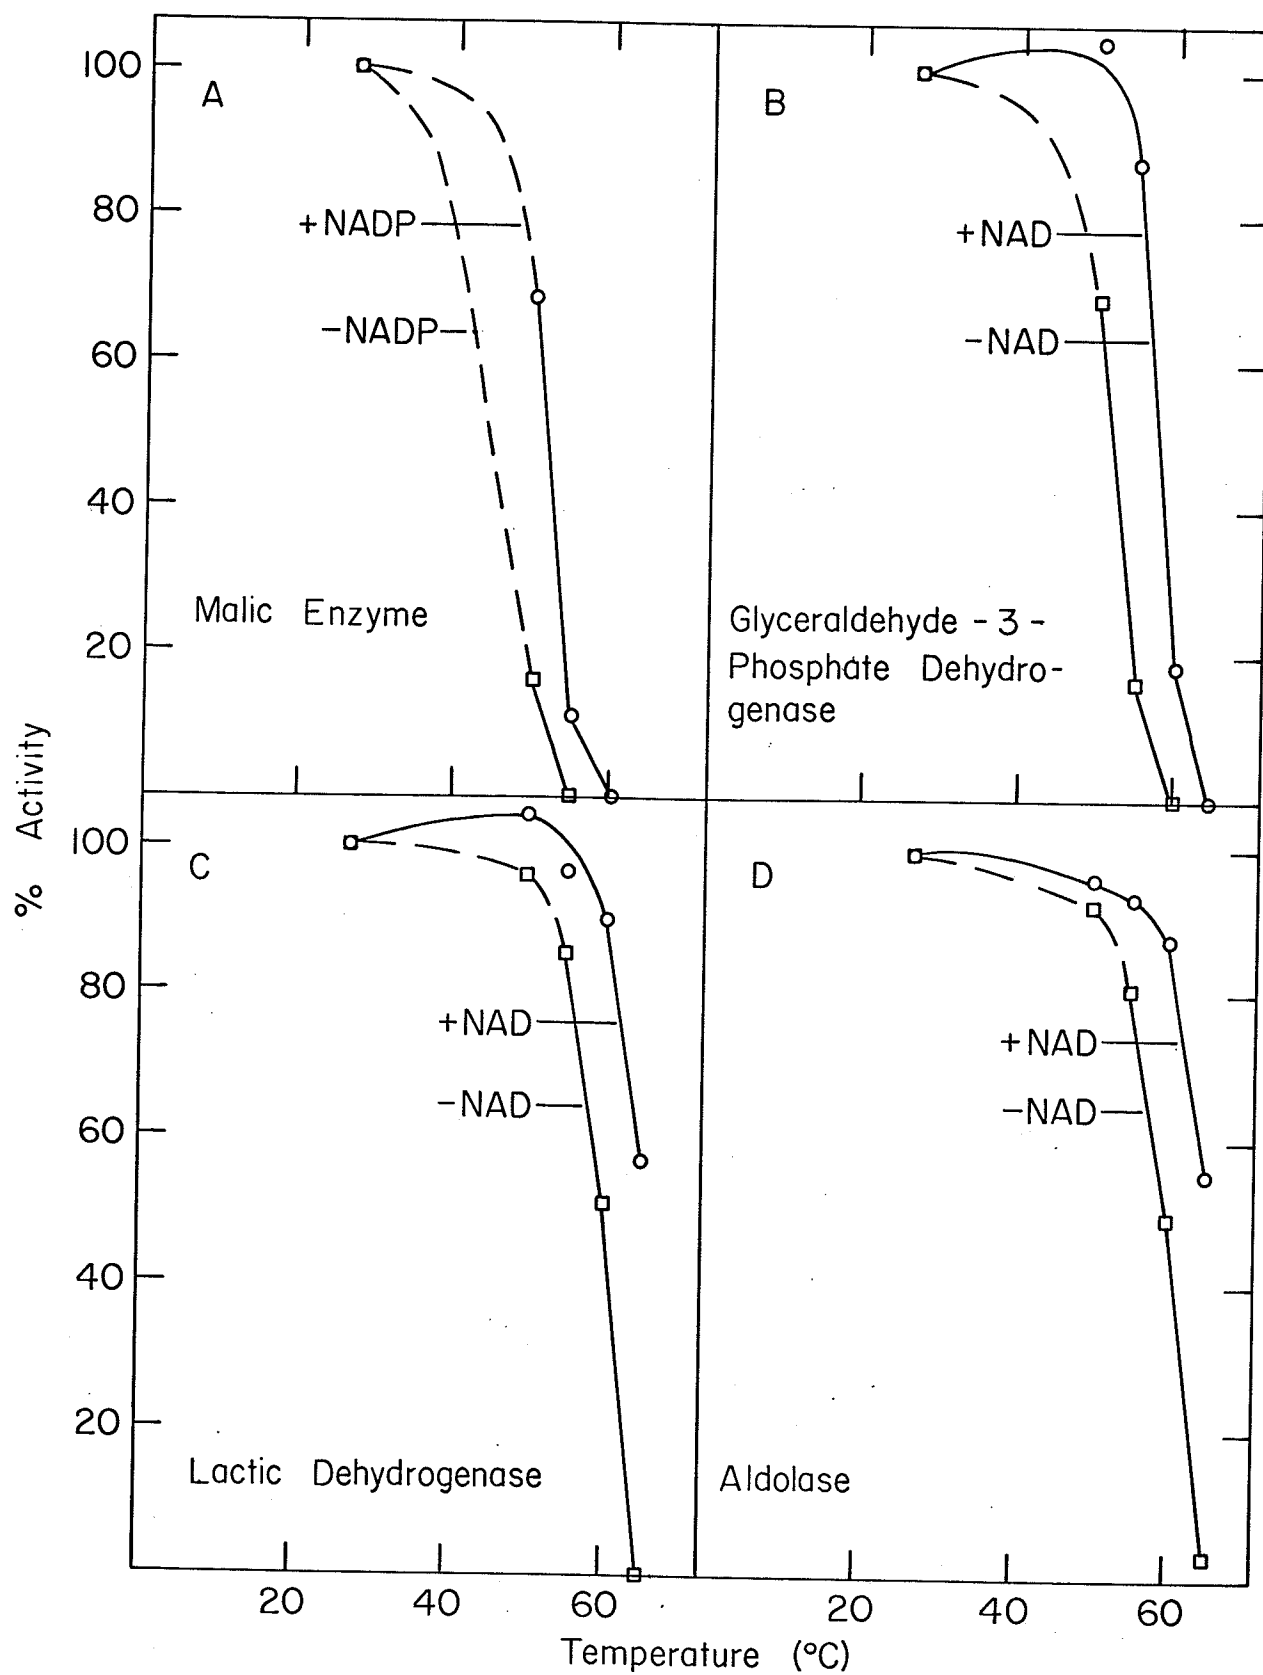 % Activity
100
80
60
40
20
A
+NADP
-NADP
Malic Enzyme
B
+NAD
-NAD
Glyceraldehyde - 3 -
Phosphate Dehydro-
genase
100
80
60
40
20
C
+NAD
-NAD
Lactic Dehydrogenase
D
+NAD
-NAD
Aldolase
20 40 60 20 40 60
Temperature (°C)